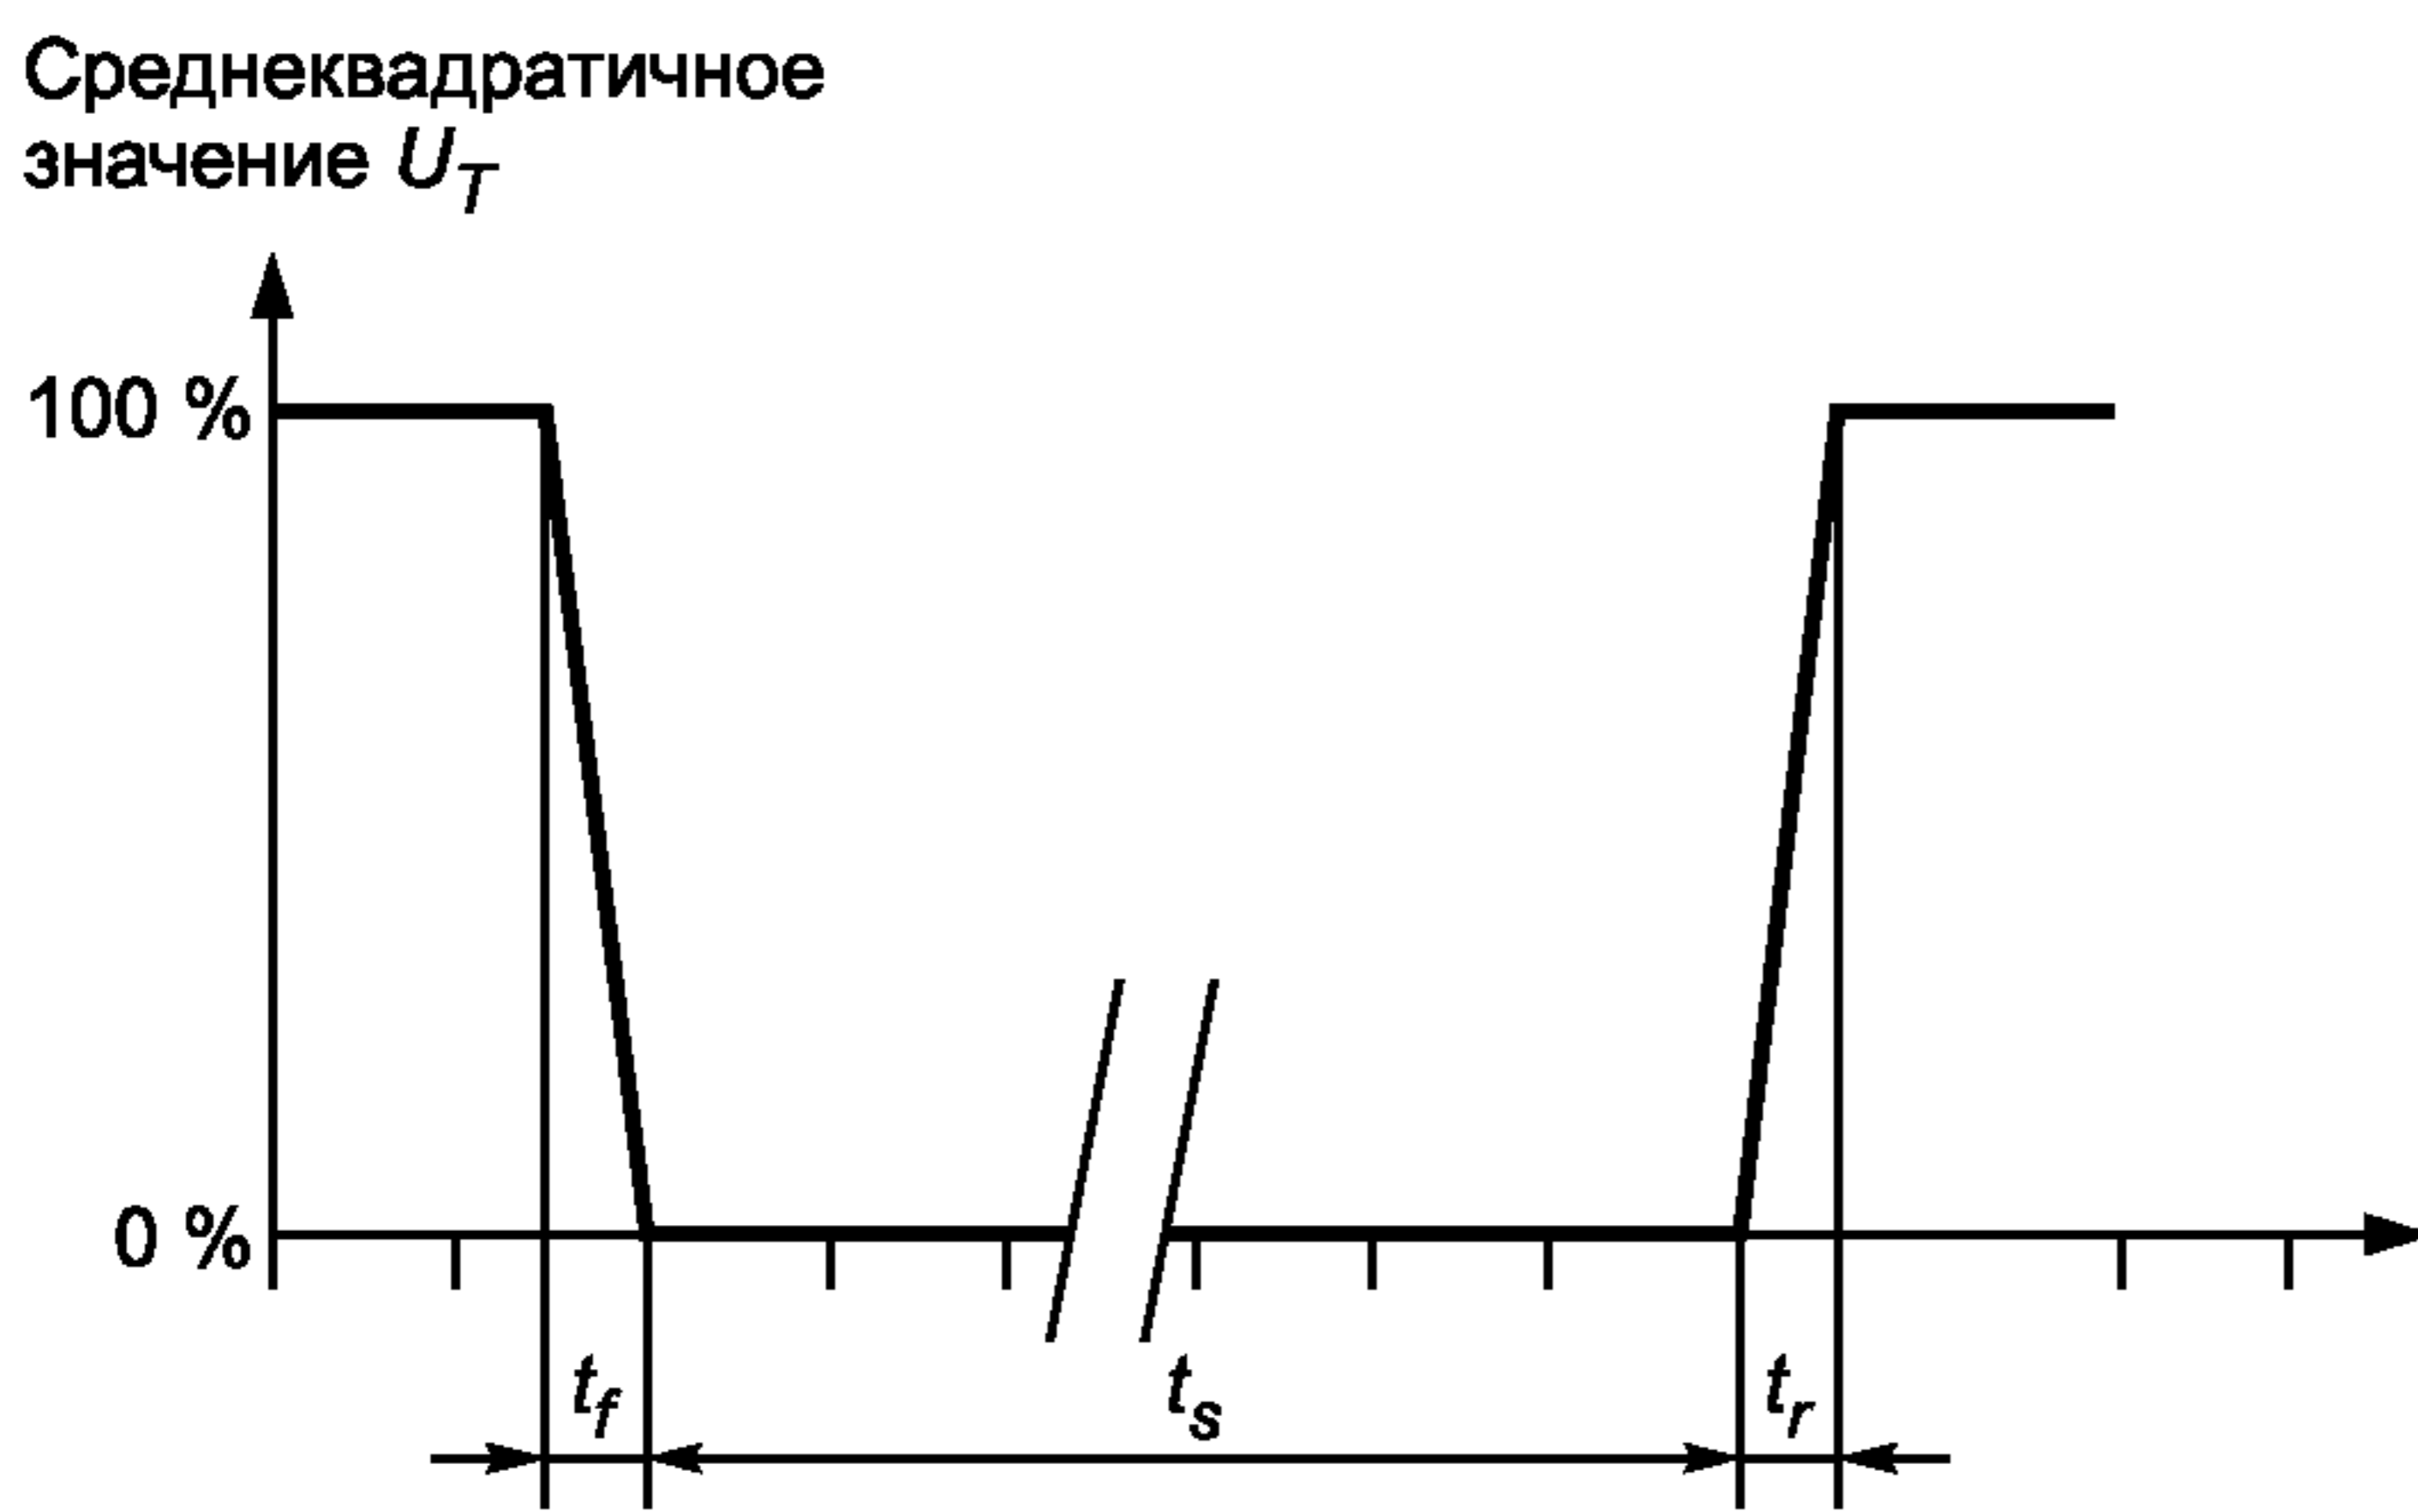 Среднеквадратичное
значение U_T
100 %
0 %
t_f
t_s
t_r